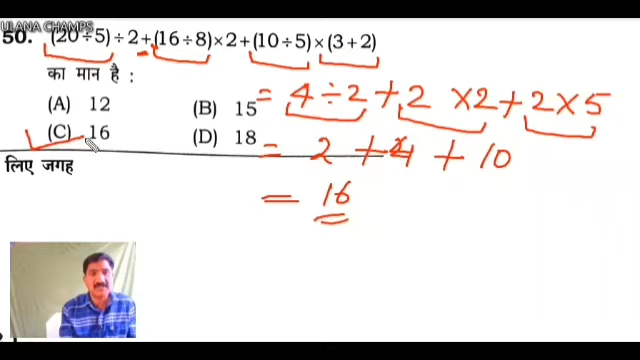 ULANA CHAMPS
50. (20÷5)÷2+(16÷8)×2+(10÷5)×(3+2)
का मान है :
(A) 12 (B) 15
(C) 16 (D) 18
लिए जगह
= 4÷2+2×2+2×5
= 2+4+10
= 16